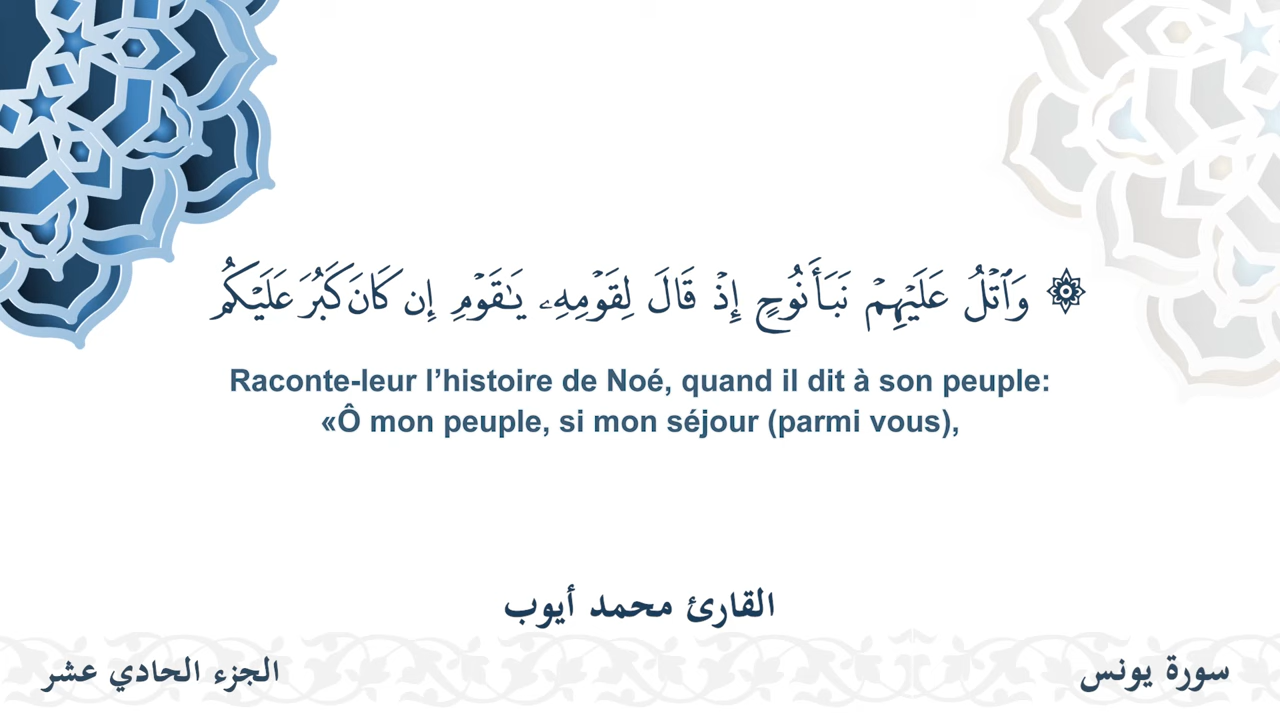 ۞ وَٱتۡلُ عَلَيۡهِمۡ نَبَأَ نُوحٍ إِذۡ قَالَ لِقَوۡمِهِۦ يَٰقَوۡمِ إِن كَانَ كَبُرَ عَلَيۡكُم
Raconte-leur l’histoire de Noé, quand il dit à son peuple:
«Ô mon peuple, si mon séjour (parmi vous),
القارئ محمد أيوب
سورة يونس
الجزء الحادي عشر